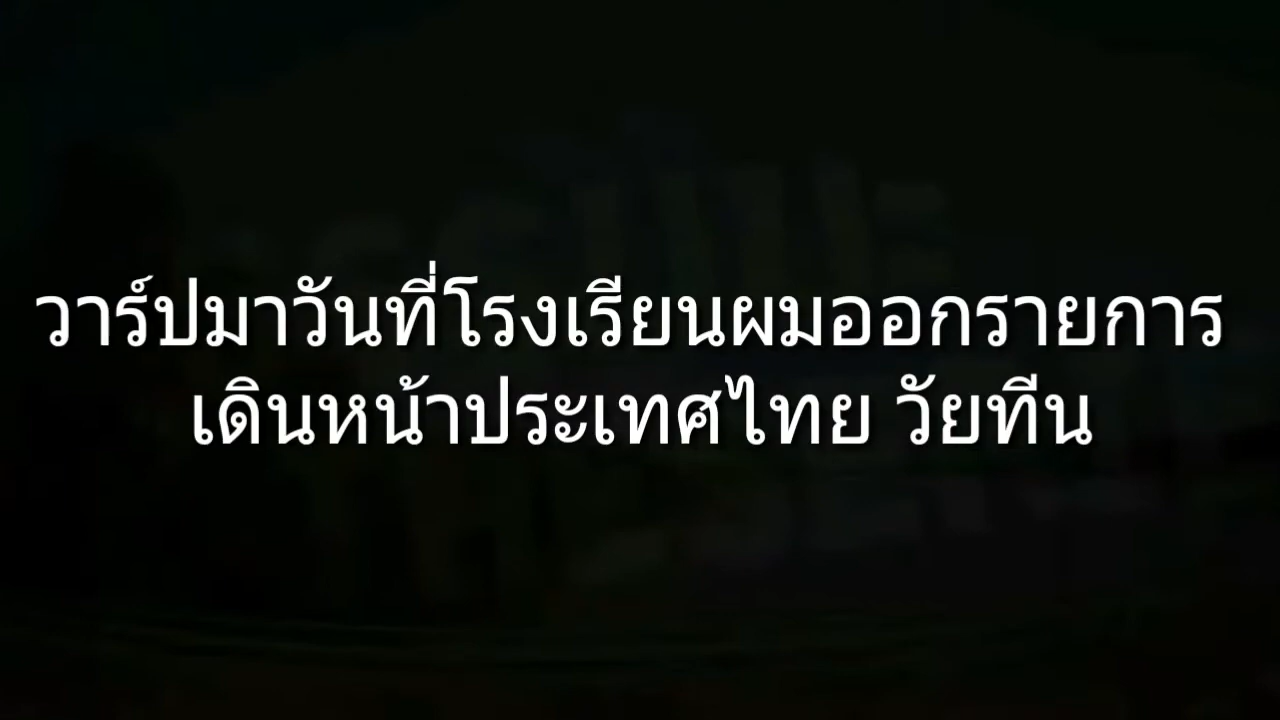 วาร์ปมาวันที่โรงเรียนผมออกรายการ
เดินหน้าประเทศไทย วัยทีน